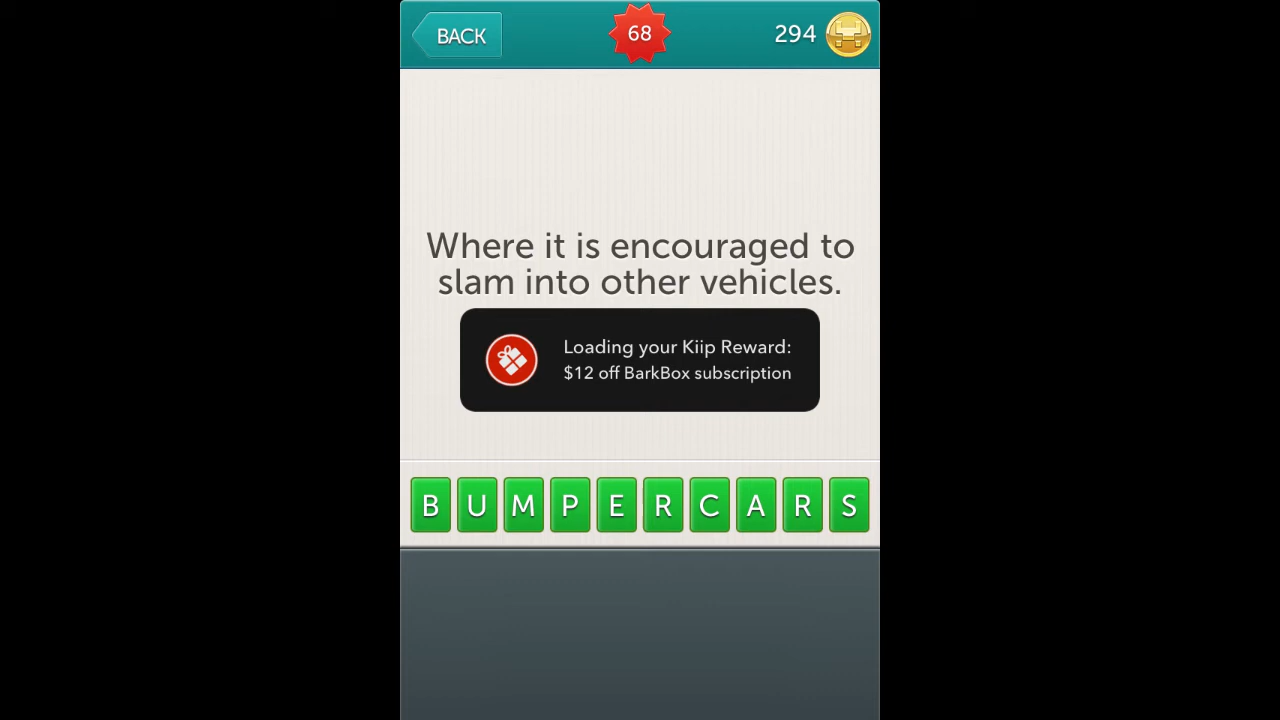 BACK
68
294
Where it is encouraged to
slam into other vehicles.
Loading your Kiip Reward:
$12 off BarkBox subscription
BUMPERCARS